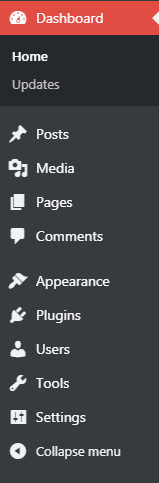 Dashboard
Home
Updates
Posts
Media
Pages
Comments
Appearance
Plugins
Users
Tools
Settings
Collapse menu